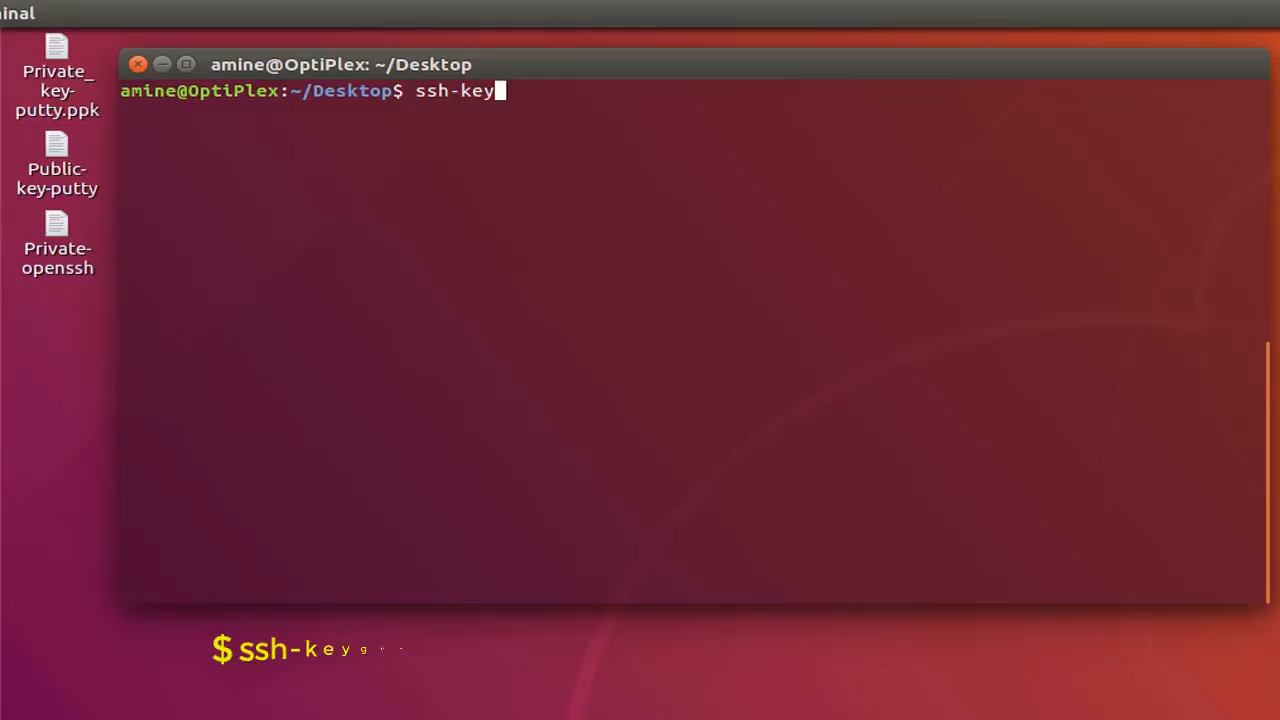 inal
Private_
key-
putty.ppk
Public-
key-putty
Private-
openssh
amine@OptiPlex: ~/Desktop
amine@OptiPlex:~/Desktop$ ssh-key
$ ssh-keyg